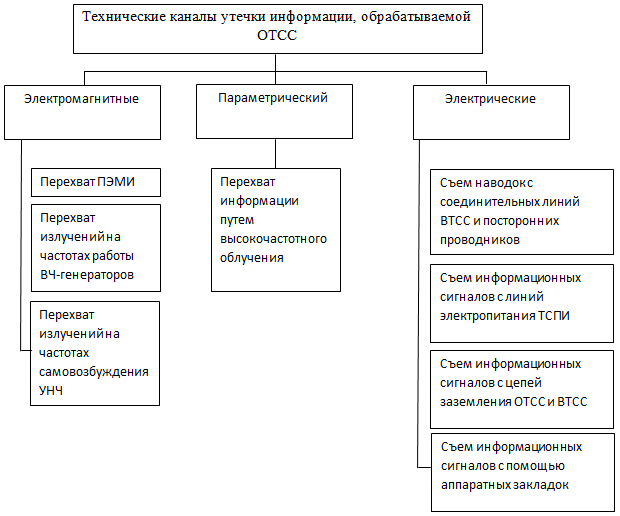 Технические каналы утечки информации, обрабатываемой
ОТСС
Электромагнитные
Параметрический
Электрические
Перехват ПЭМИ
Перехват
излучений на
частотах работы
ВЧ-генераторов
Перехват
излучений на
частотах
самовозбуждения
УНЧ
Перехват
информации
путем
высокочастотного
облучения
Съем наводок с
соединительных линий
ВТСС и посторонних
проводников
Съем информационных
сигналов с линий
электропитания ТСПИ
Съем информационных
сигналов с цепей
заземления ОТСС и ВТСС
Съем информационных
сигналов с помощью
аппаратных закладок